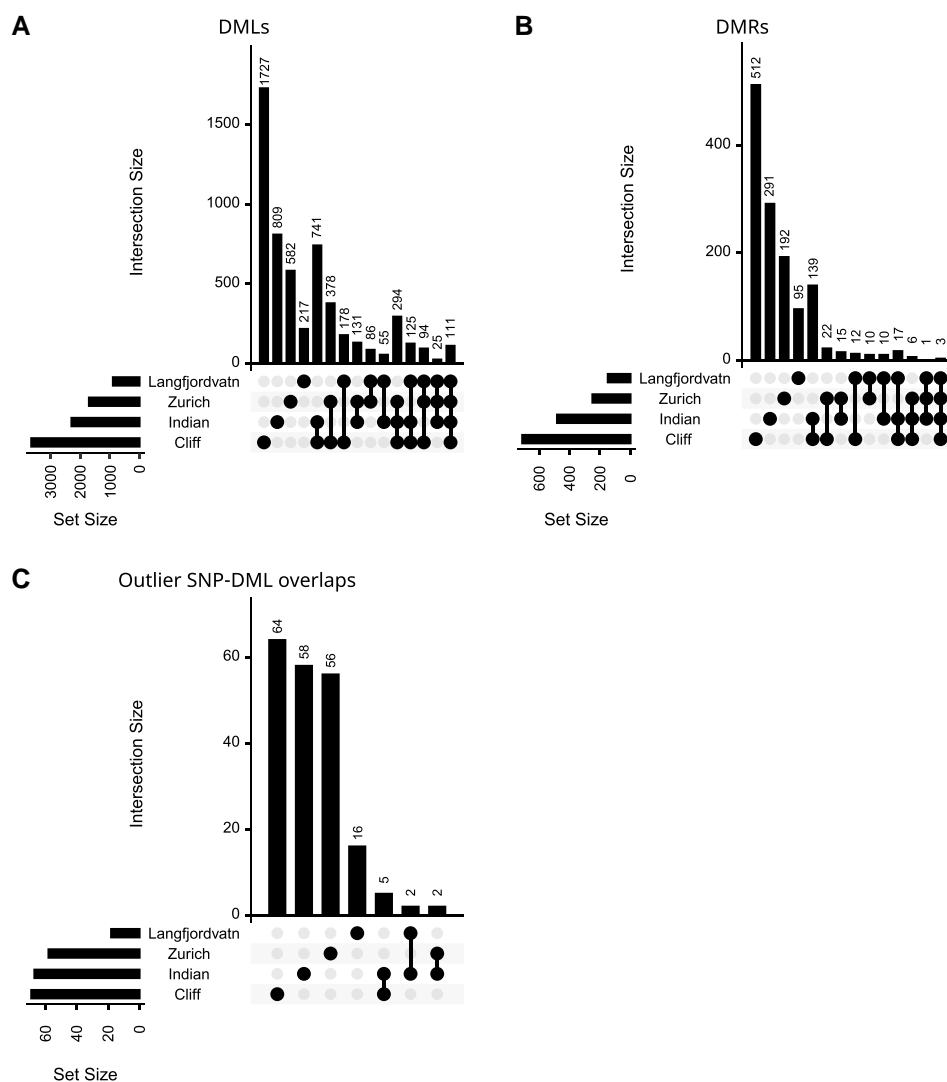 A
DMLs
1727
809
582
217
741
378
178
131
86
55
294
125
94
25
111
Intersection Size
1500
1000
500
0
Langfjordvatn
Zurich
Indian
Cliff
3000
2000
1000
0
Set Size
B
DMRs
512
291
192
95
139
22
15
12
10
10
17
6
1
3
Intersection Size
400
200
0
Langfjordvatn
Zurich
Indian
Cliff
600
400
200
0
Set Size
C
Outlier SNP-DML overlaps
64
58
56
16
5
2
2
Intersection Size
60
40
20
0
Langfjordvatn
Zurich
Indian
Cliff
60
40
20
0
Set Size